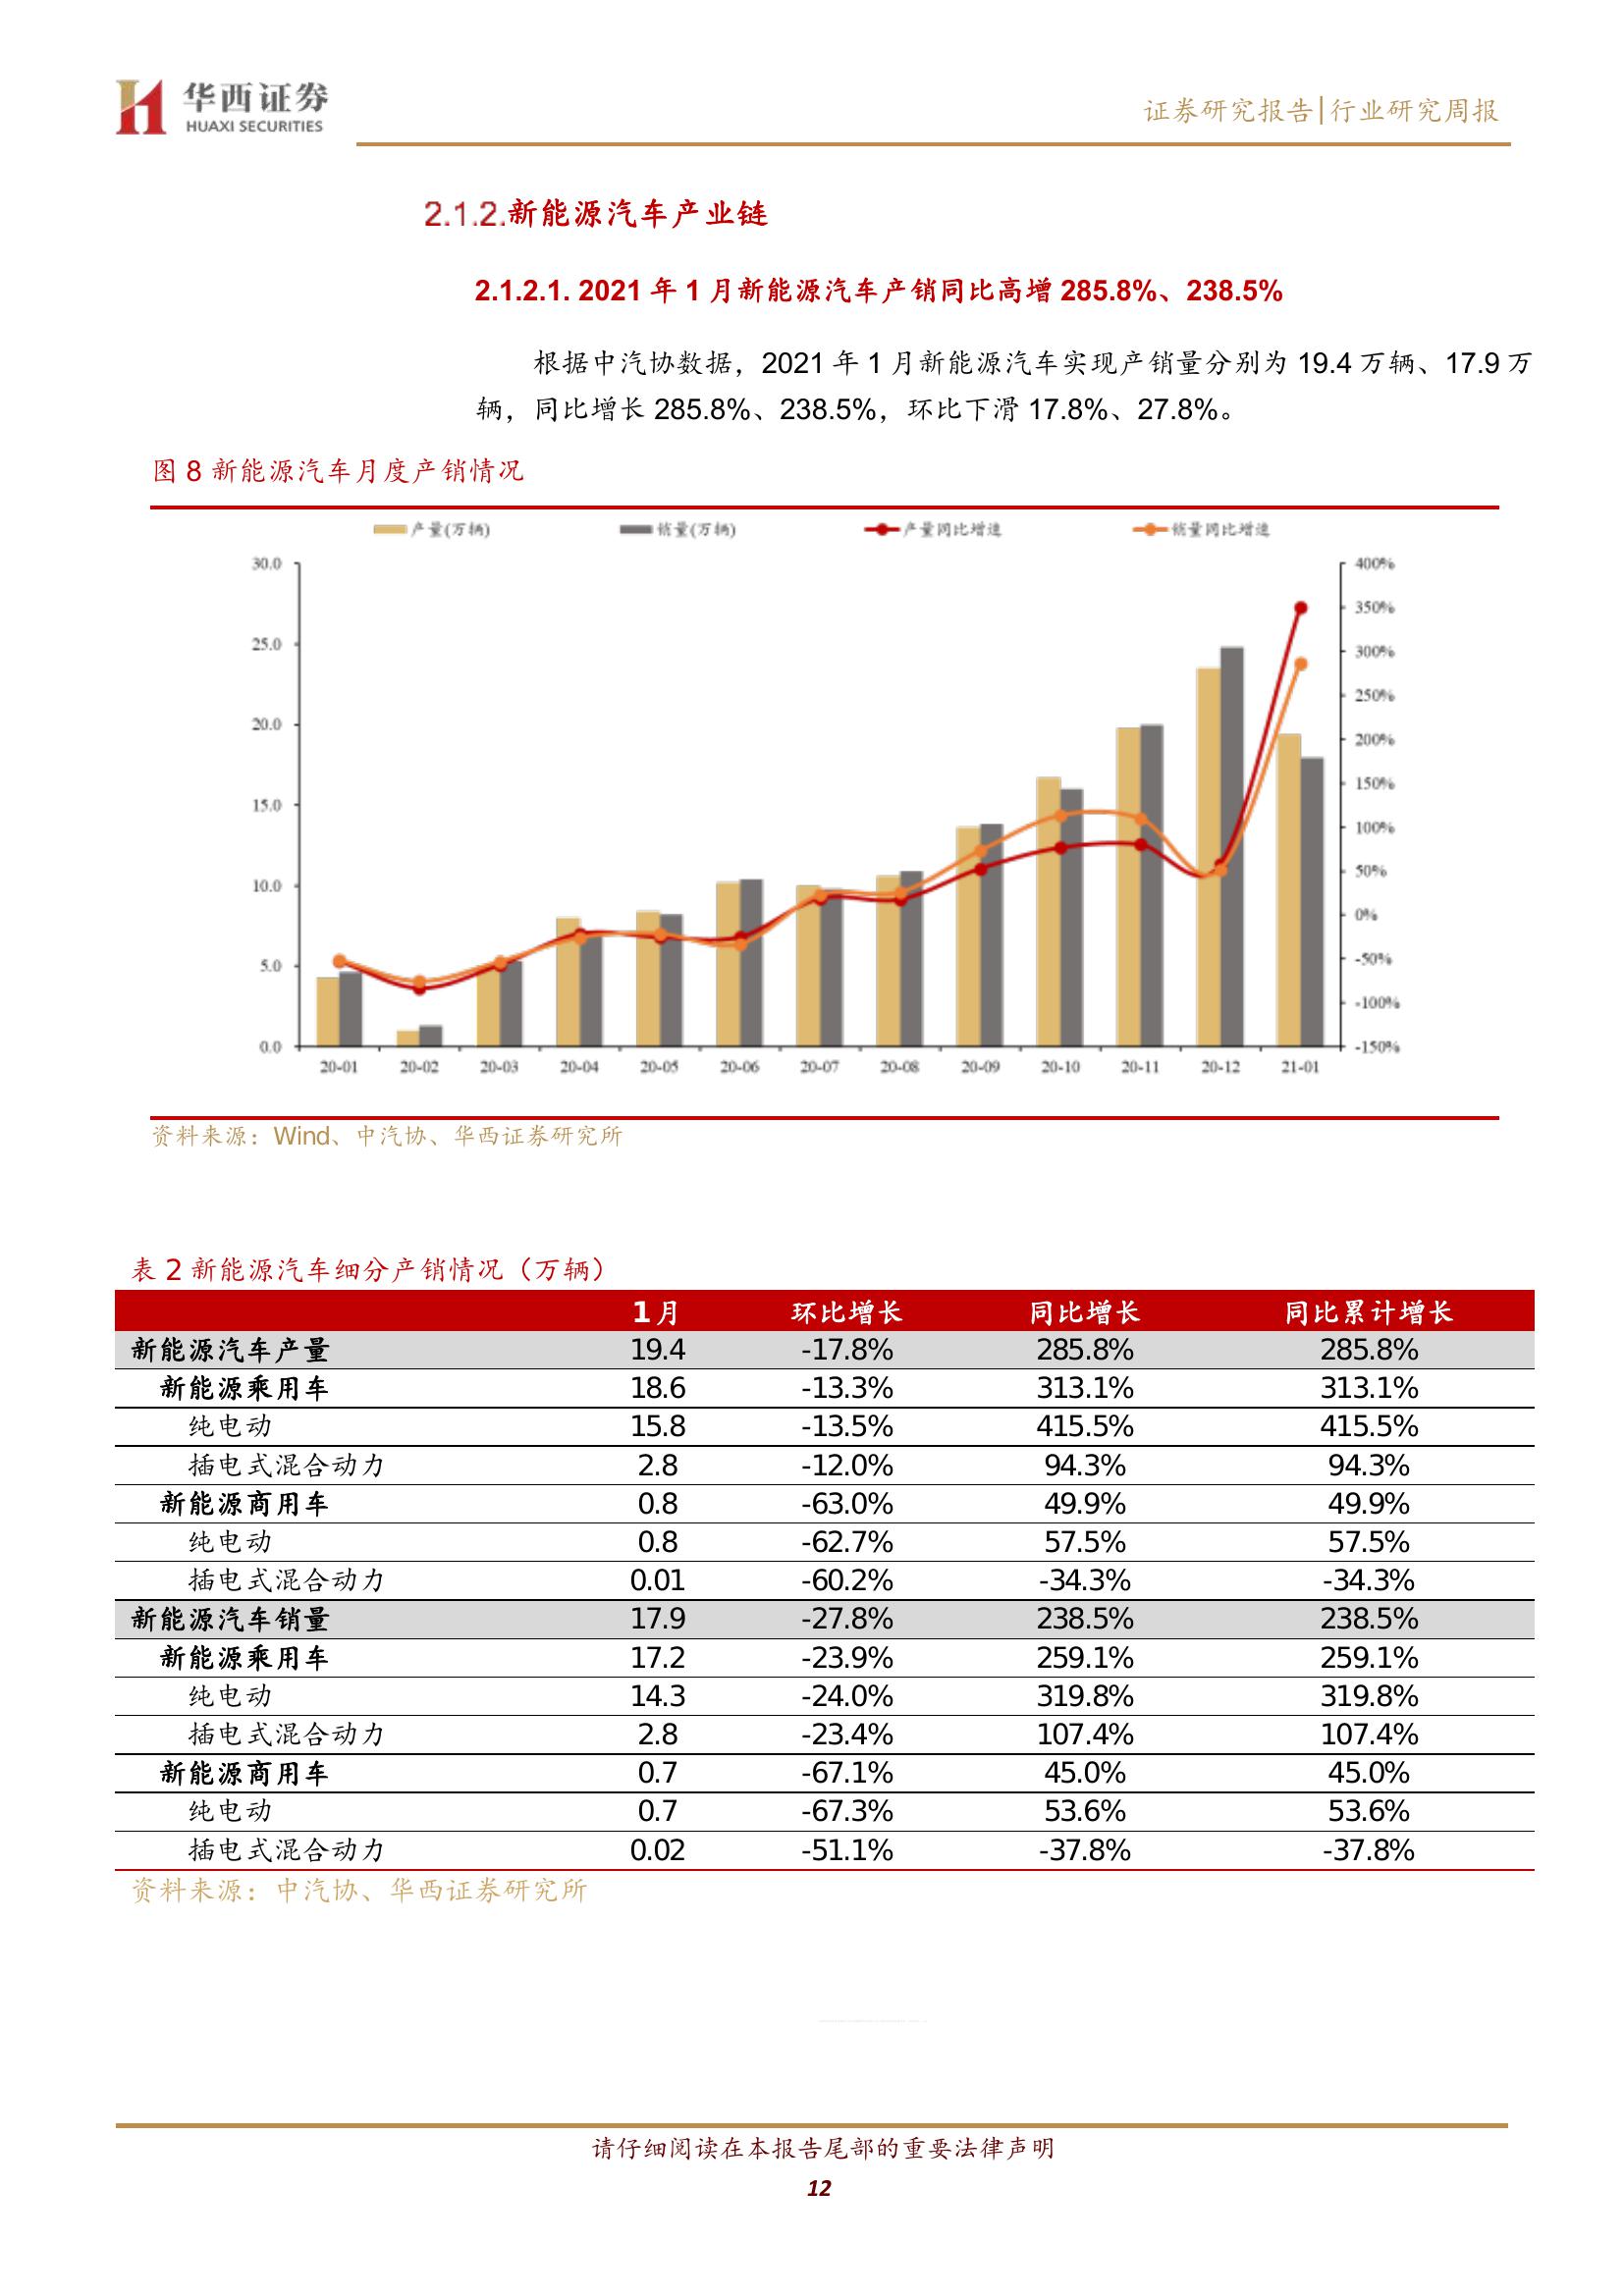 华西证券
HUAXI SECURITIES
证券研究报告|行业研究周报
2.1.2.新能源汽车产业链
2.1.2.1. 2021 年 1 月新能源汽车产销同比高增 285.8%、238.5%
根据中汽协数据，2021 年 1 月新能源汽车实现产销量分别为 19.4 万辆、17.9 万
辆，同比增长 285.8%、238.5%，环比下滑 17.8%、27.8%。
图 8 新能源汽车月度产销情况
产量(万辆) 销量(万辆) 产量同比增速 销量同比增速
30.0 400%
350%
25.0 300%
250%
20.0 200%
15.0 150%
100%
10.0 50%
0%
5.0 -50%
-100%
0.0 -150%
20-01 20-02 20-03 20-04 20-05 20-06 20-07 20-08 20-09 20-10 20-11 20-12 21-01
资料来源：Wind、中汽协、华西证券研究所
表 2 新能源汽车细分产销情况（万辆）
1 月 环比增长 同比增长 同比累计增长
新能源汽车产量 19.4 -17.8% 285.8% 285.8%
新能源乘用车 18.6 -13.3% 313.1% 313.1%
纯电动 15.8 -13.5% 415.5% 415.5%
插电式混合动力 2.8 -12.0% 94.3% 94.3%
新能源商用车 0.8 -63.0% 49.9% 49.9%
纯电动 0.8 -62.7% 57.5% 57.5%
插电式混合动力 0.01 -60.2% -34.3% -34.3%
新能源汽车销量 17.9 -27.8% 238.5% 238.5%
新能源乘用车 17.2 -23.9% 259.1% 259.1%
纯电动 14.3 -24.0% 319.8% 319.8%
插电式混合动力 2.8 -23.4% 107.4% 107.4%
新能源商用车 0.7 -67.1% 45.0% 45.0%
纯电动 0.7 -67.3% 53.6% 53.6%
插电式混合动力 0.02 -51.1% -37.8% -37.8%
资料来源：中汽协、华西证券研究所
请仔细阅读在本报告尾部的重要法律声明
12